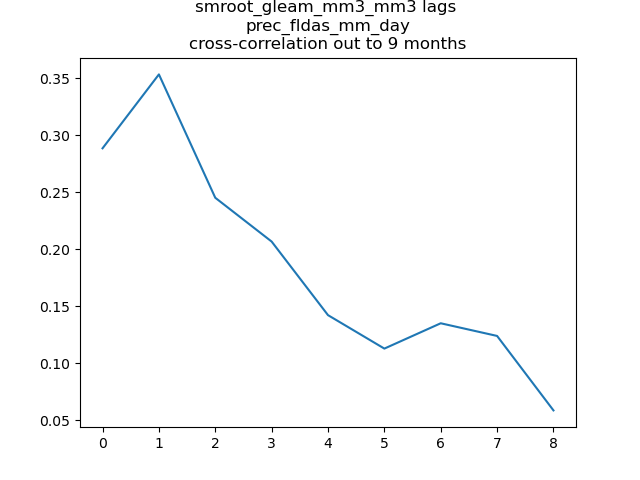 smroot_gleam_mm3_mm3 lags
prec_fldas_mm_day
cross-correlation out to 9 months
0.35
0.30
0.25
0.20
0.15
0.10
0.05
0 1 2 3 4 5 6 7 8